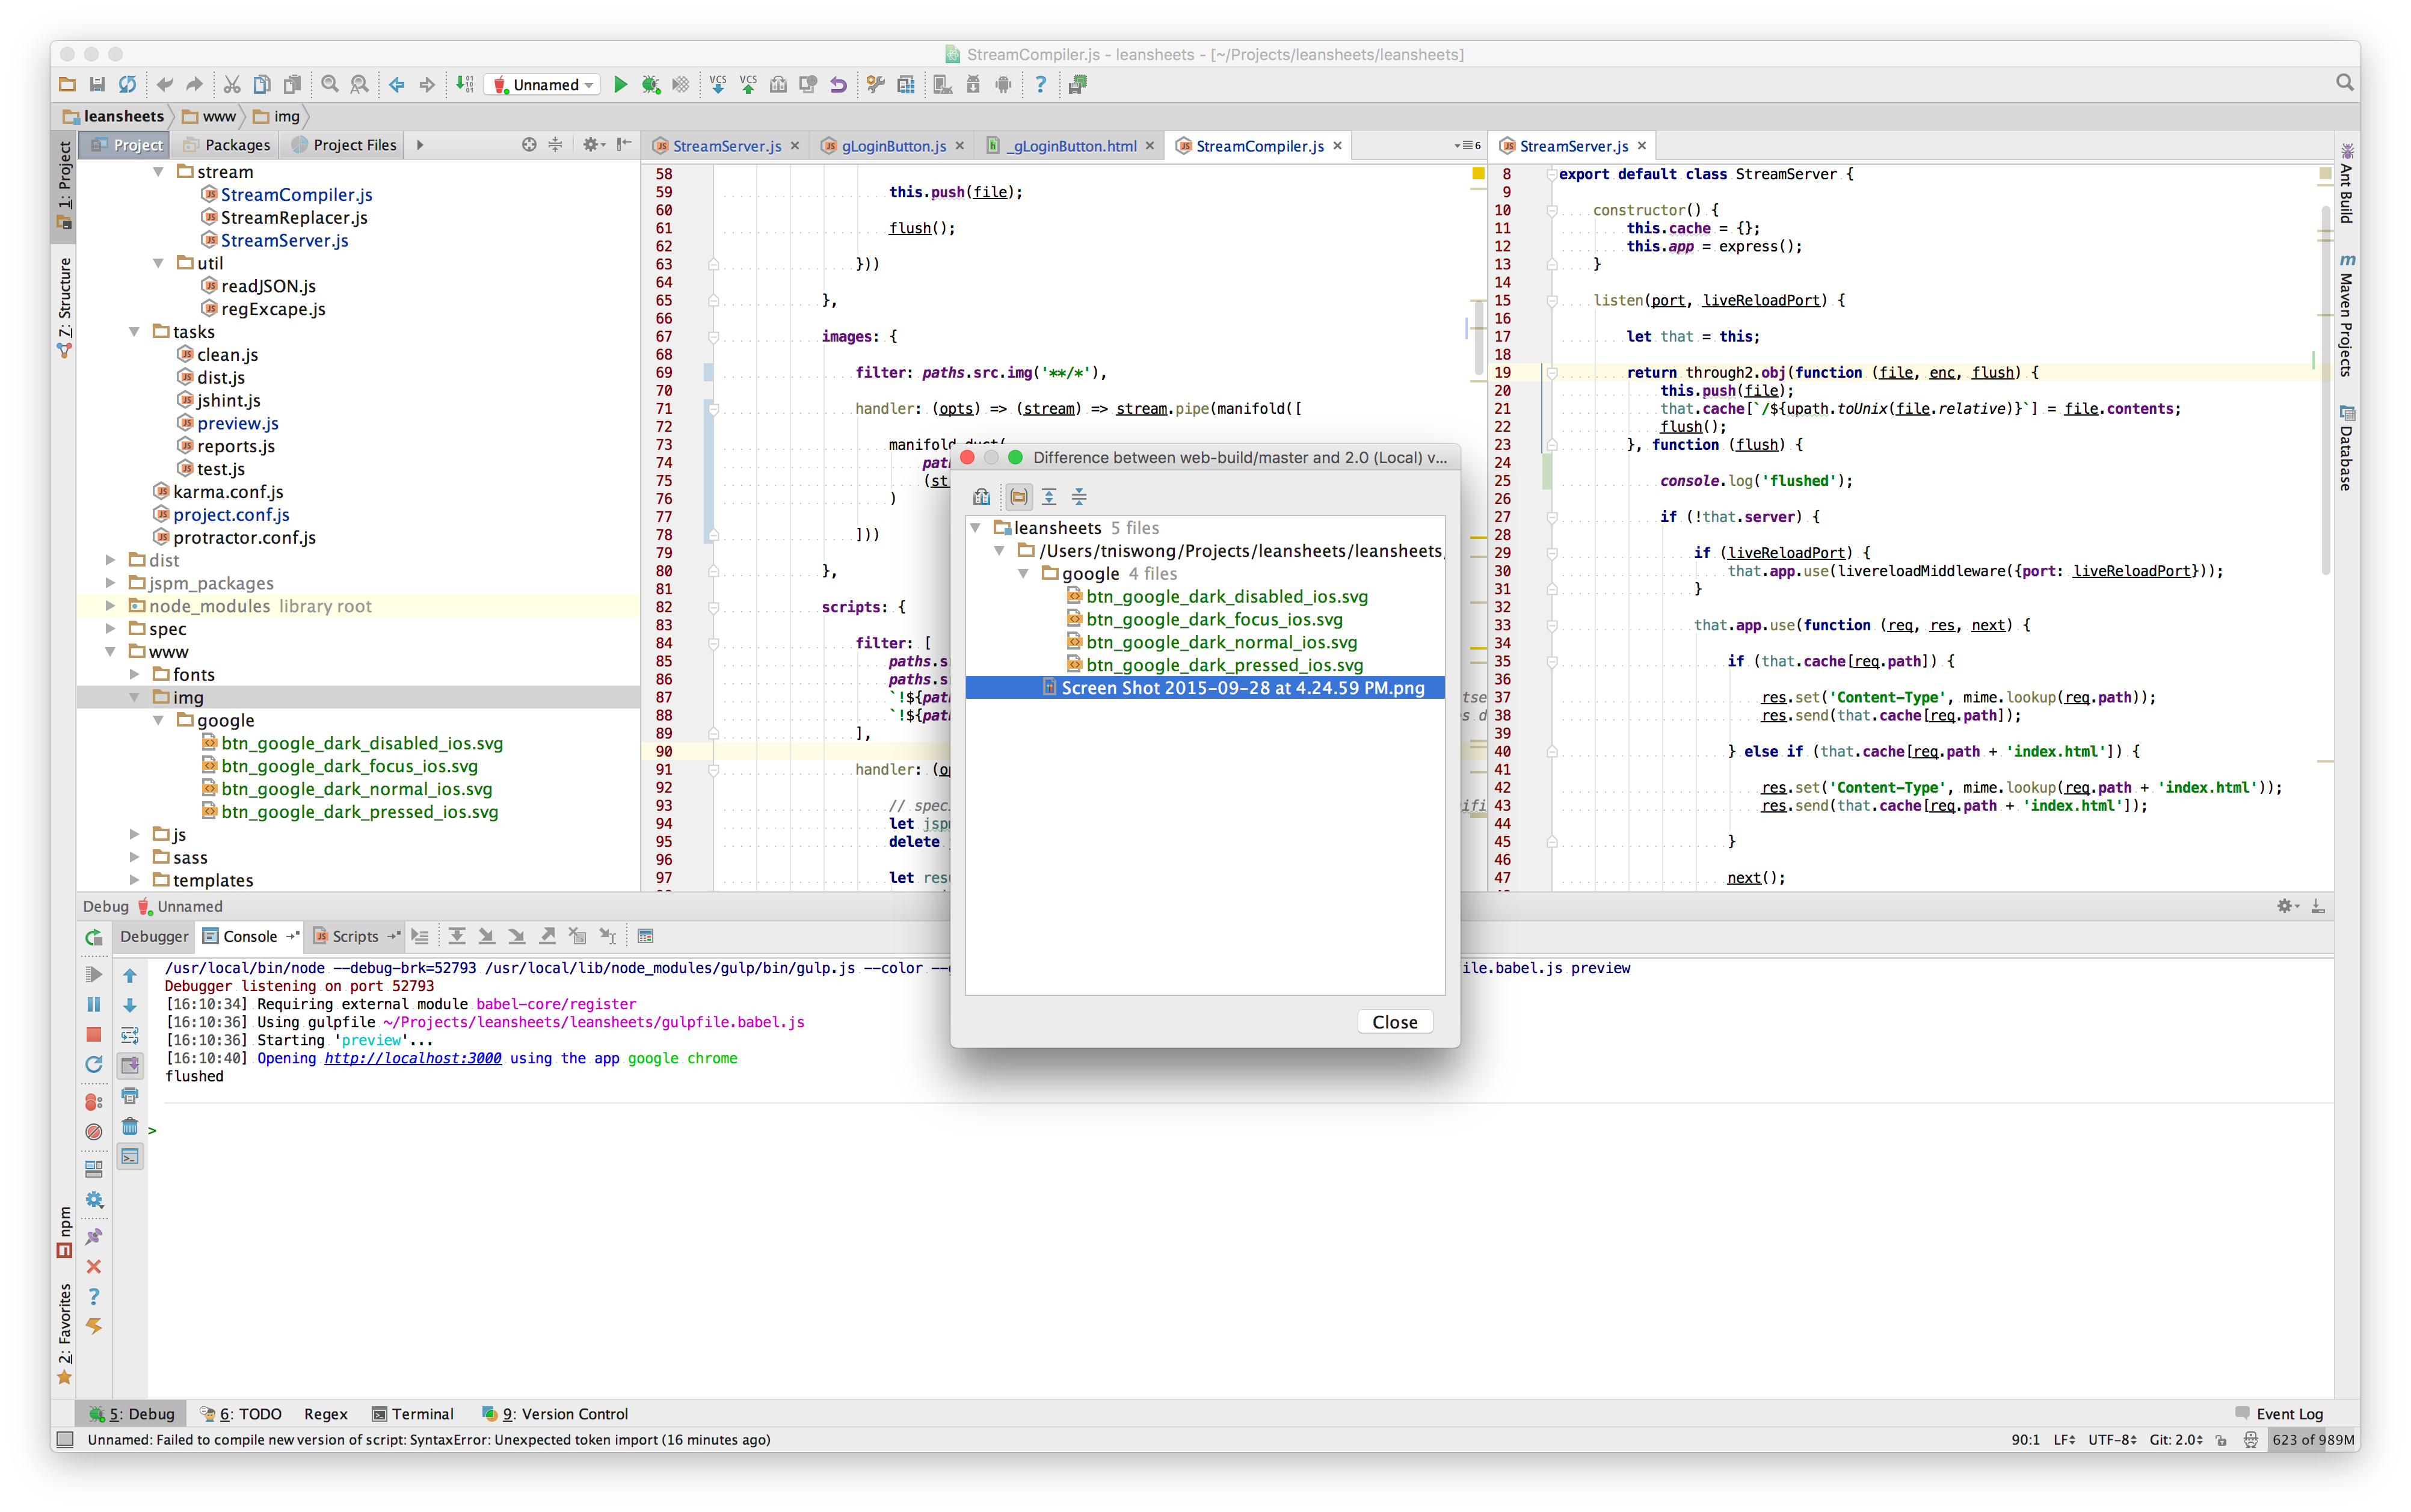 StreamCompiler.js - leansheets - [~/Projects/leansheets/leansheets]
Unnamed
leansheets
www
img
1: Project
7: Structure
npm
2: Favorites
Project
Packages
Project Files
stream
StreamCompiler.js
StreamReplacer.js
StreamServer.js
util
readJSON.js
regExcape.js
tasks
clean.js
dist.js
jshint.js
preview.js
reports.js
test.js
karma.conf.js
project.conf.js
protractor.conf.js
dist
jspm_packages
node_modules library root
spec
www
fonts
img
google
btn_google_dark_disabled_ios.svg
btn_google_dark_focus_ios.svg
btn_google_dark_normal_ios.svg
btn_google_dark_pressed_ios.svg
js
sass
templates
StreamServer.js
gLoginButton.js
_gLoginButton.html
StreamCompiler.js
6
58
59 this.push(file);
60
61 flush();
62
63 }))
64
65 },
66
67 images: {
68
69 filter: paths.src.img('**/*'),
70
71 handler: (opts) => (stream) => stream.pipe(manifold([
72
73 manifold.duct(
74 pat
75 (st
76 )
77
78 ]))
79
80 },
81
82 scripts: {
83
84 filter: [
85 paths.s
86 paths.s
87 `!${pat
88 `!${pat
89 ],
90
91 handler: (o
92
93 // spec
94 let jsp
95 delete
96
97 let res
StreamServer.js
8 export default class StreamServer {
9
10 constructor() {
11 this.cache = {};
12 this.app = express();
13 }
14
15 listen(port, liveReloadPort) {
16
17 let that = this;
18
19 return through2.obj(function (file, enc, flush) {
20 this.push(file);
21 that.cache[`/${upath.toUnix(file.relative)}`] = file.contents;
22 flush();
23 }, function (flush) {
24
25 console.log('flushed');
26
27 if (!that.server) {
28
29 if (liveReloadPort) {
30 that.app.use(livereloadMiddleware({port: liveReloadPort}));
31 }
32
33 that.app.use(function (req, res, next) {
34
35 if (that.cache[req.path]) {
36
37 res.set('Content-Type', mime.lookup(req.path));
38 res.send(that.cache[req.path]);
39
40 } else if (that.cache[req.path + 'index.html']) {
41
42 res.set('Content-Type', mime.lookup(req.path + 'index.html'));
43 res.send(that.cache[req.path + 'index.html']);
44
45 }
46
47 next();
Ant Build
Maven Projects
Database
Difference between web-build/master and 2.0 (Local) v...
leansheets 5 files
/Users/tniswong/Projects/leansheets/leansheets
google 4 files
btn_google_dark_disabled_ios.svg
btn_google_dark_focus_ios.svg
btn_google_dark_normal_ios.svg
btn_google_dark_pressed_ios.svg
Screen Shot 2015-09-28 at 4.24.59 PM.png
Close
Debug Unnamed
Debugger
Console
Scripts
/usr/local/bin/node --debug-brk=52793 /usr/local/lib/node_modules/gulp/bin/gulp.js --color --g ile.babel.js preview
Debugger listening on port 52793
[16:10:34] Requiring external module babel-core/register
[16:10:36] Using gulpfile ~/Projects/leansheets/leansheets/gulpfile.babel.js
[16:10:36] Starting 'preview'...
[16:10:40] Opening http://localhost:3000 using the app google chrome
flushed
>
5: Debug
6: TODO
Regex
Terminal
9: Version Control
Event Log
Unnamed: Failed to compile new version of script: SyntaxError: Unexpected token import (16 minutes ago)
90:1 LF UTF-8 Git: 2.0 623 of 989M